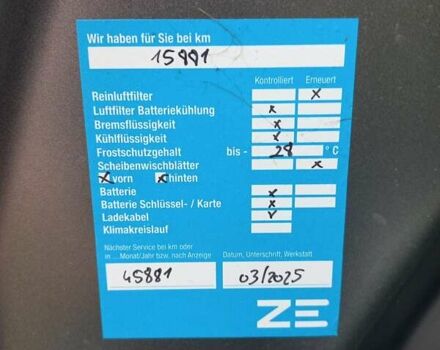 Wir haben für Sie bei km
15881
Kontrolliert Erneuert
Reinluftfilter x
Luftfilter Batteriekühlung x
Bremsflüssigkeit x
Kühlflüssigkeit x
Frostschutzgehalt bis - 28 °C
Scheibenwischblätter x
x vorn x hinten
Batterie x
Batterie Schlüssel- / Karte x
Ladekabel ✓
Klimakreislauf
Nächster Service bei km oder
in ... Monat/Jahr bzw. nach Anzeige
Datum, Unterschrift, Werkstatt
45881 03/2025
ZE